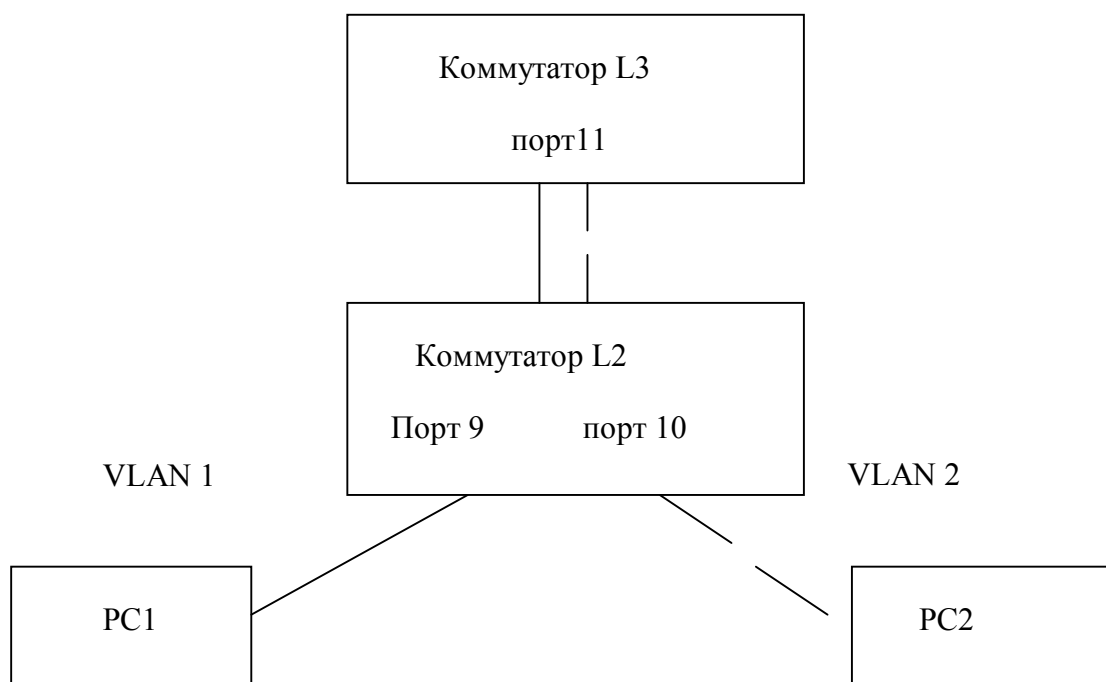 Коммутатор L3
порт11
Коммутатор L2
Порт 9 порт 10
VLAN 1 VLAN 2
PC1 PC2